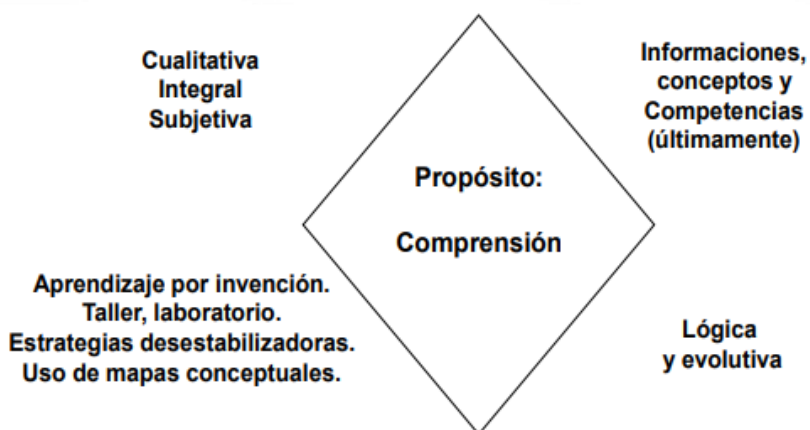 Cualitativa
Integral
Subjetiva
Informaciones,
conceptos y
Competencias
(últimamente)
Propósito:
Comprensión
Aprendizaje por invención.
Taller, laboratorio.
Estrategias desestabilizadoras.
Uso de mapas conceptuales.
Lógica
y evolutiva